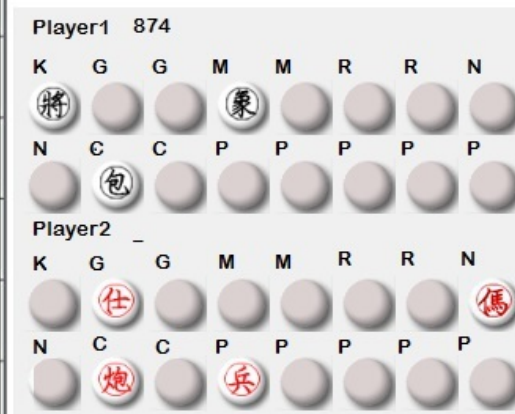 Player1 874
K G G M M R R N
將 象
N C C P P P P P
包
Player2 _
K G G M M R R N
仕 傌
N C C P P P P P
炮 兵